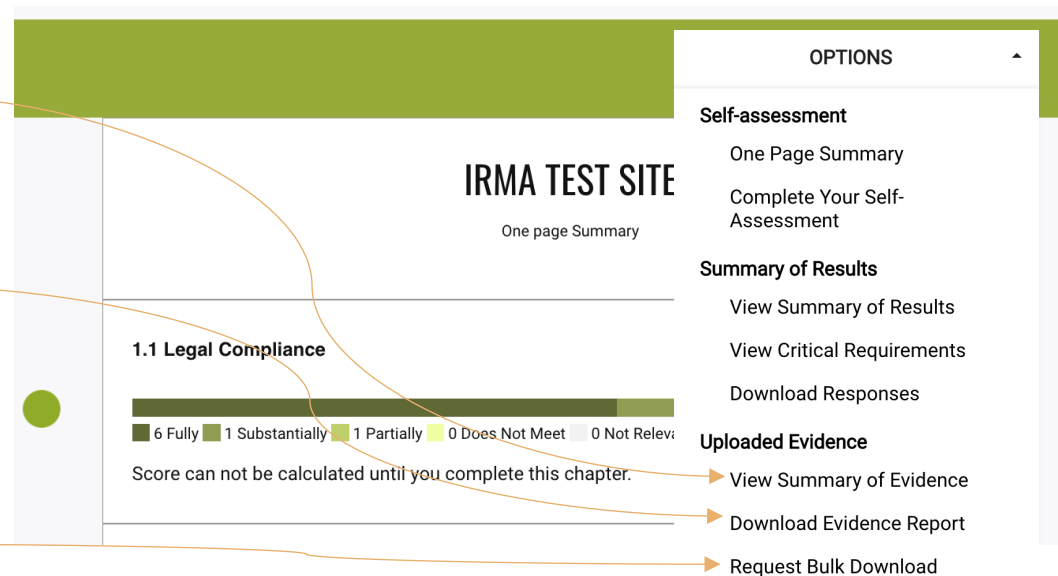 OPTIONS
Self-assessment
One Page Summary
Complete Your Self-
Assessment
Summary of Results
View Summary of Results
View Critical Requirements
Download Responses
Uploaded Evidence
View Summary of Evidence
Download Evidence Report
Request Bulk Download
IRMA TEST SITE
One page Summary
1.1 Legal Compliance
6 Fully 1 Substantially 1 Partially 0 Does Not Meet 0 Not Releva
Score can not be calculated until you complete this chapter.